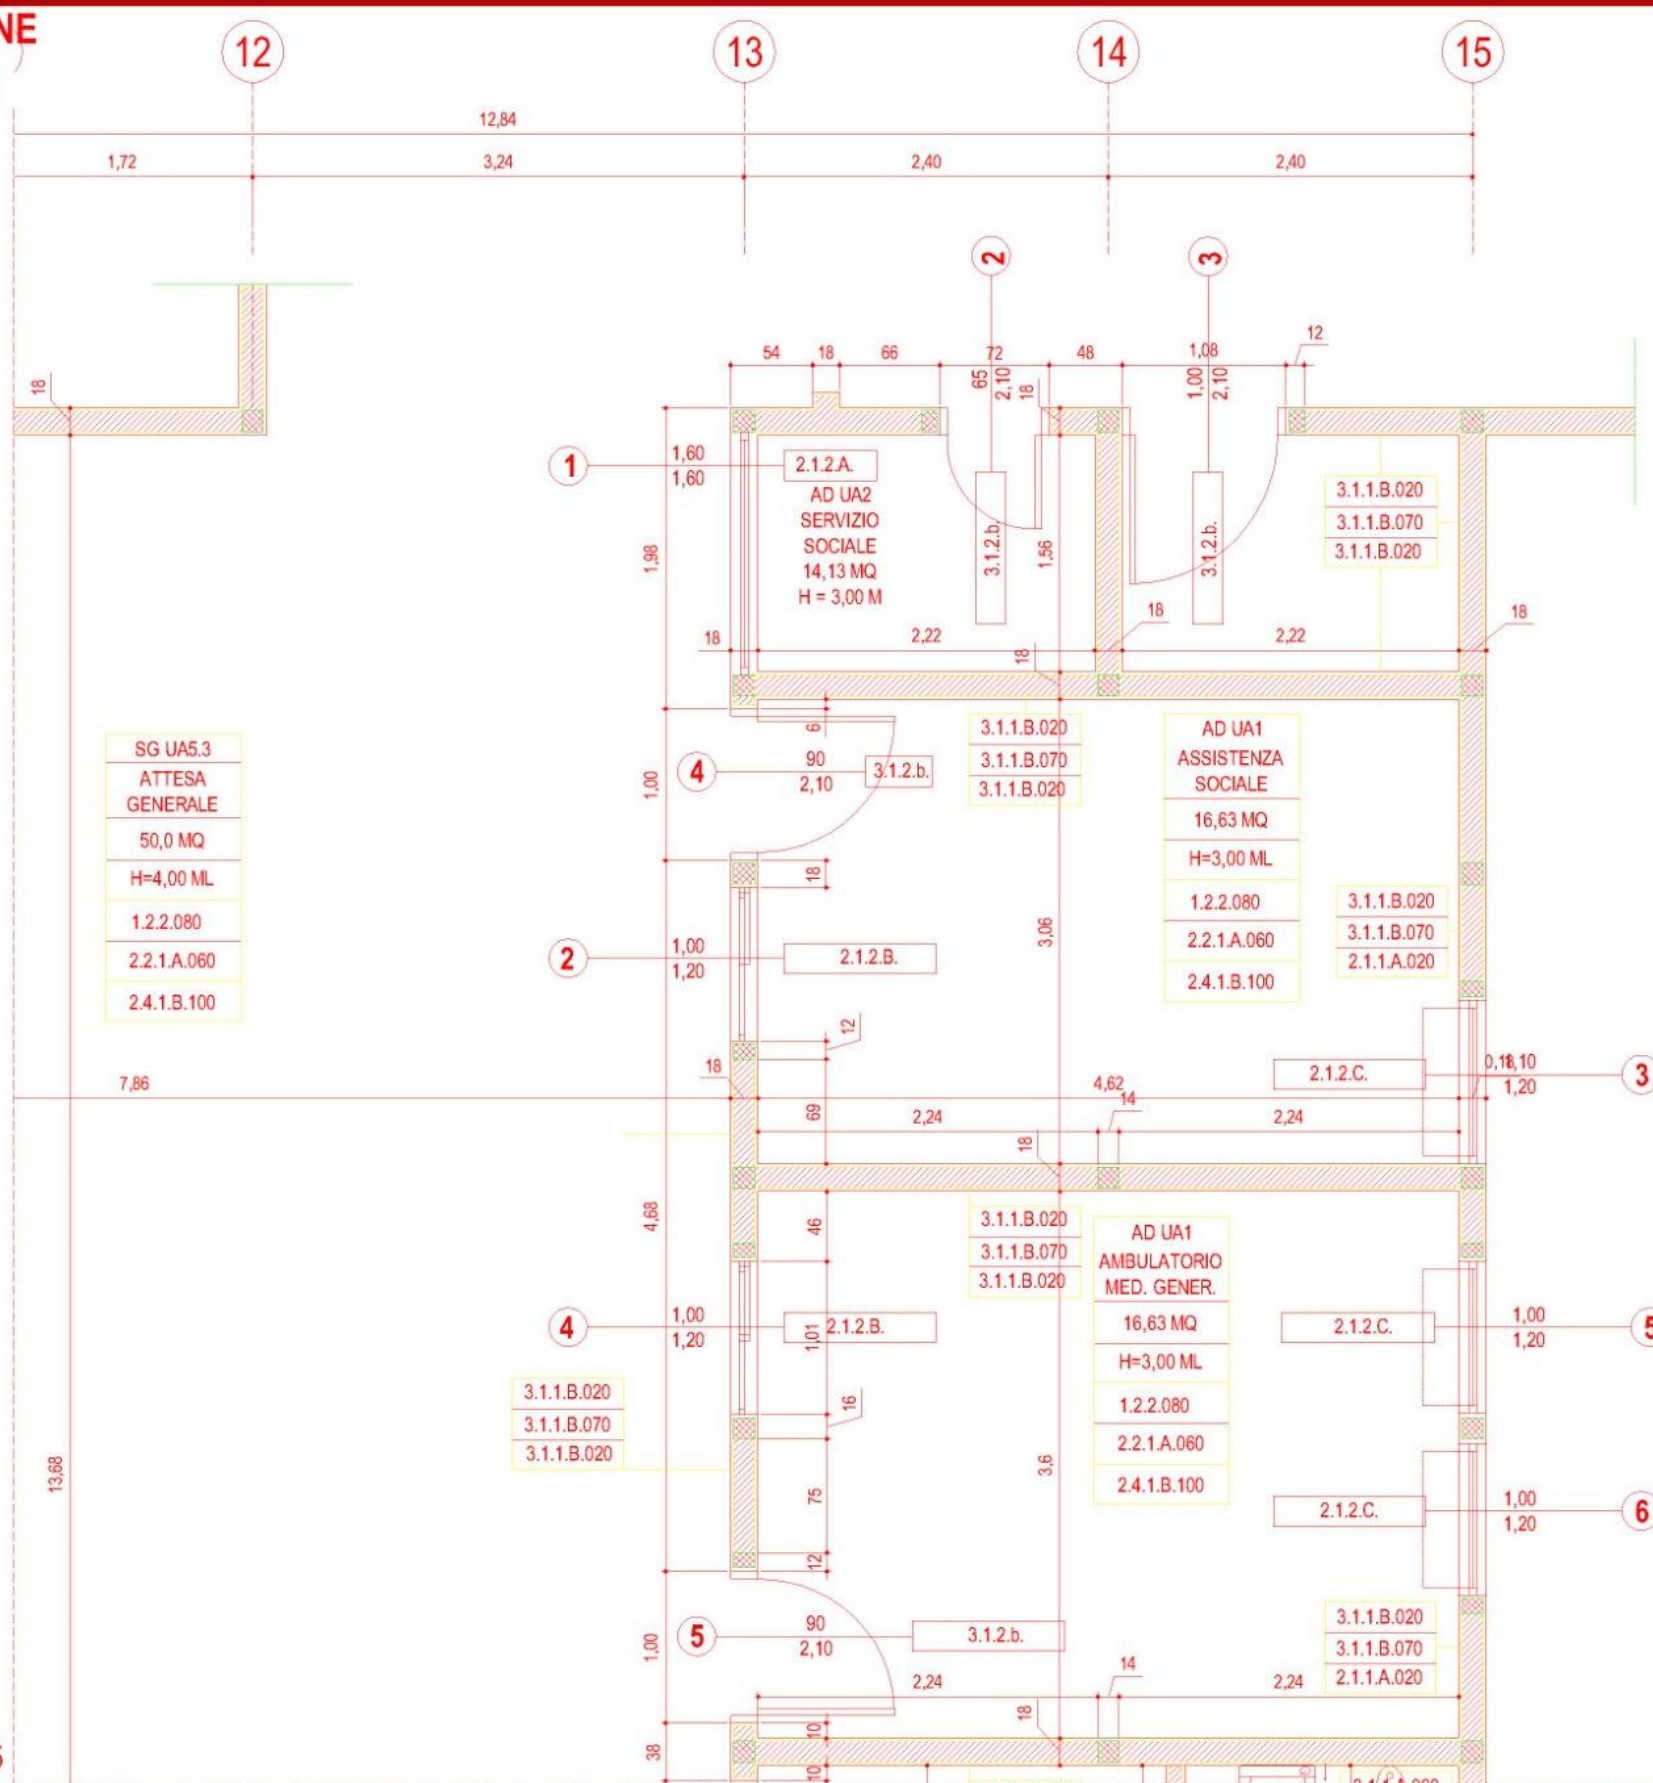 NE
12
13
14
15
12,84
1,72
3,24
2,40
2,40
2
3
54
18
66
72
48
1,08
12
65
2,10
18
1,00
2,10
18
1
1,60
1,60
2.1.2.A.
AD UA2
SERVIZIO
SOCIALE
14,13 MQ
H = 3,00 M
3.1.2.b.
1,56
3.1.2.b.
3.1.1.B.020
3.1.1.B.070
3.1.1.B.020
1,98
18
2,22
18
18
2,22
18
SG UA5.3
ATTESA
GENERALE
50,0 MQ
H=4,00 ML
1.2.2.080
2.2.1.A.060
2.4.1.B.100
6
4
90
2,10
3.1.2.b.
1,00
3.1.1.B.020
3.1.1.B.070
3.1.1.B.020
AD UA1
ASSISTENZA
SOCIALE
16,63 MQ
H=3,00 ML
1.2.2.080
2.2.1.A.060
2.4.1.B.100
18
3.1.1.B.020
3.1.1.B.070
2.1.1.A.020
2
1,00
1,20
2.1.2.B.
3,06
12
18
7,86
69
4,62
14
2,24
2,24
18
2.1.2.C.
1,20
3
4,68
46
3.1.1.B.020
3.1.1.B.070
3.1.1.B.020
AD UA1
AMBULATORIO
MED. GENER.
16,63 MQ
H=3,00 ML
1.2.2.080
2.2.1.A.060
2.4.1.B.100
4
1,00
1,20
1,01
2.1.2.B.
2.1.2.C.
1,00
1,20
5
3.1.1.B.020
3.1.1.B.070
3.1.1.B.020
16
13,68
75
3,6
2.1.2.C.
1,00
1,20
6
12
5
90
2,10
3.1.2.b.
1,00
3.1.1.B.020
3.1.1.B.070
2.1.1.A.020
2,24
14
2,24
18
10
38
10